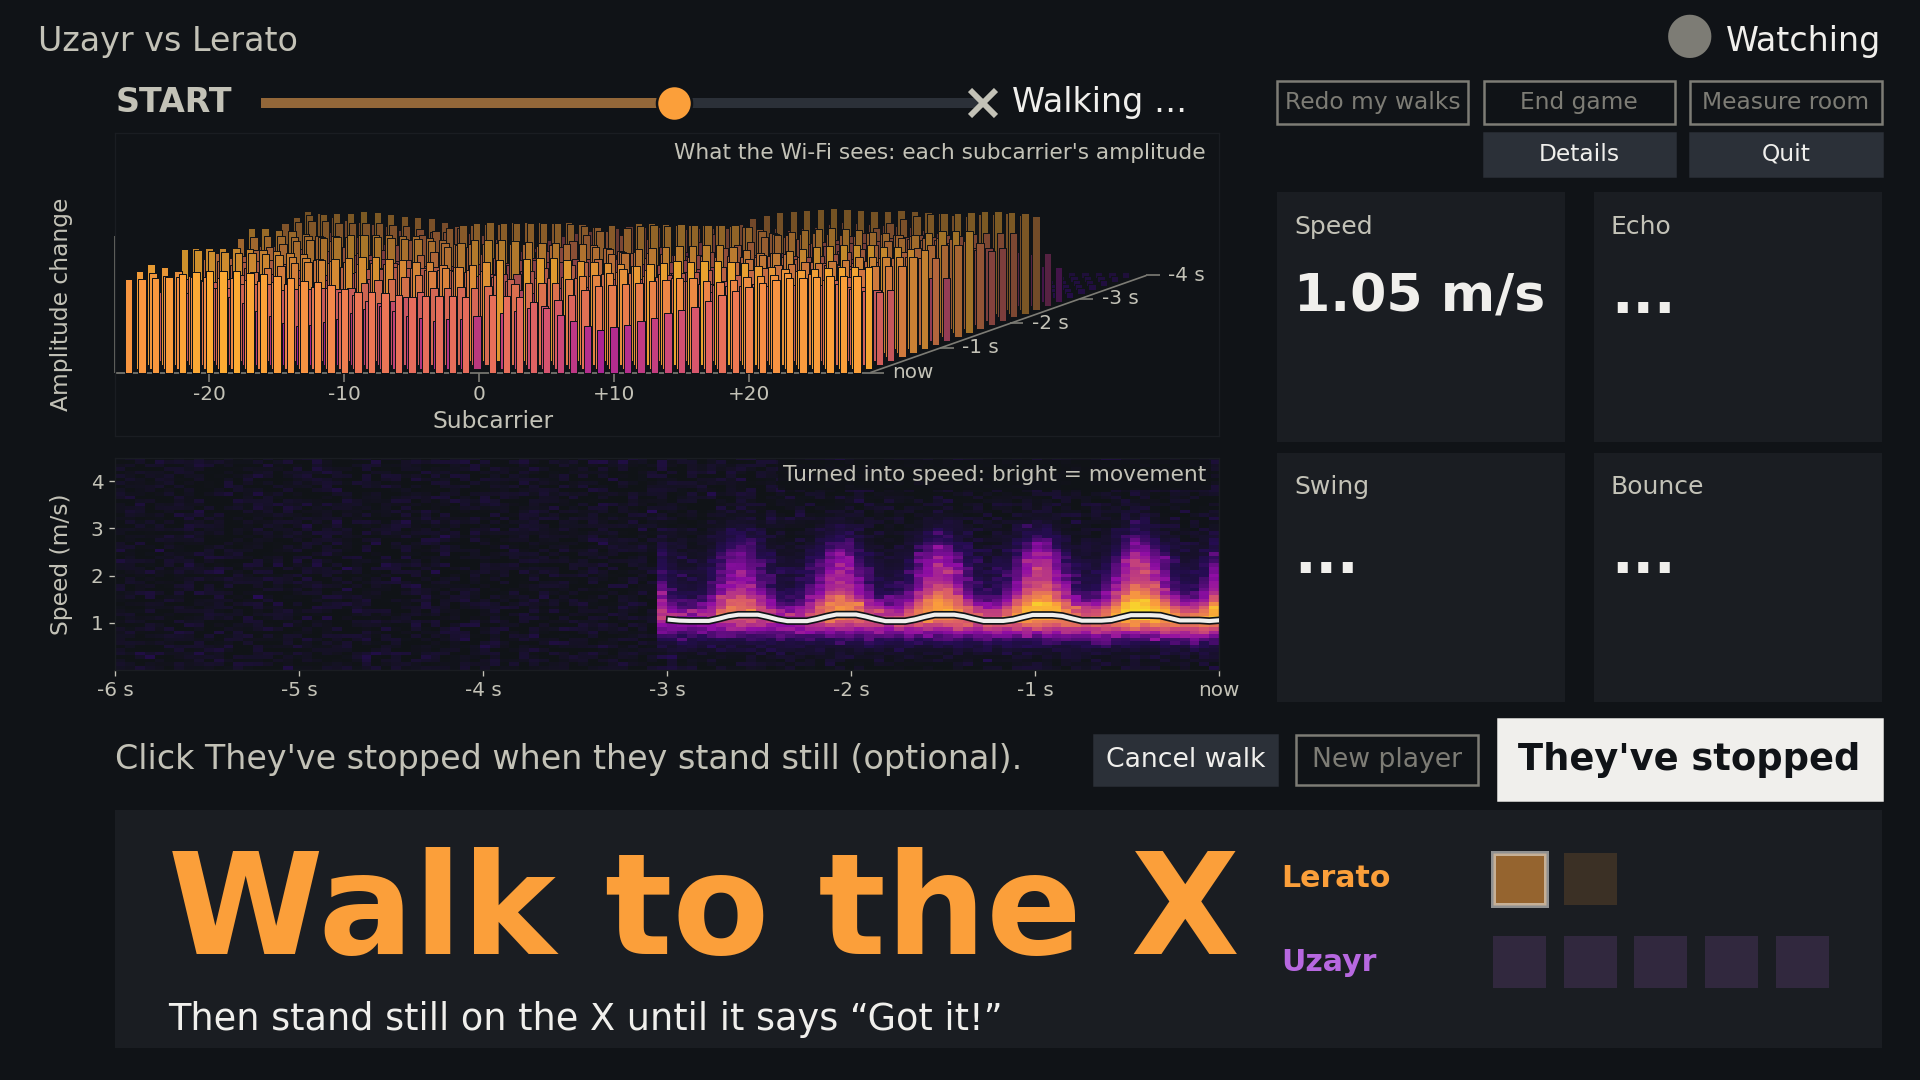 Uzayr vs Lerato
Watching
START
Walking ...
Redo my walks
End game
Measure room
Details
Quit
What the Wi-Fi sees: each subcarrier's amplitude
Amplitude change
-4 s
-3 s
-2 s
-1 s
now
-20
-10
0
+10
+20
Subcarrier
Speed
1.05 m/s
Echo
...
Swing
...
Bounce
...
Turned into speed: bright = movement
Speed (m/s)
4
3
2
1
-6 s
-5 s
-4 s
-3 s
-2 s
-1 s
now
Click They've stopped when they stand still (optional).
Cancel walk
New player
They've stopped
Walk to the X
Then stand still on the X until it says “Got it!”
Lerato
Uzayr